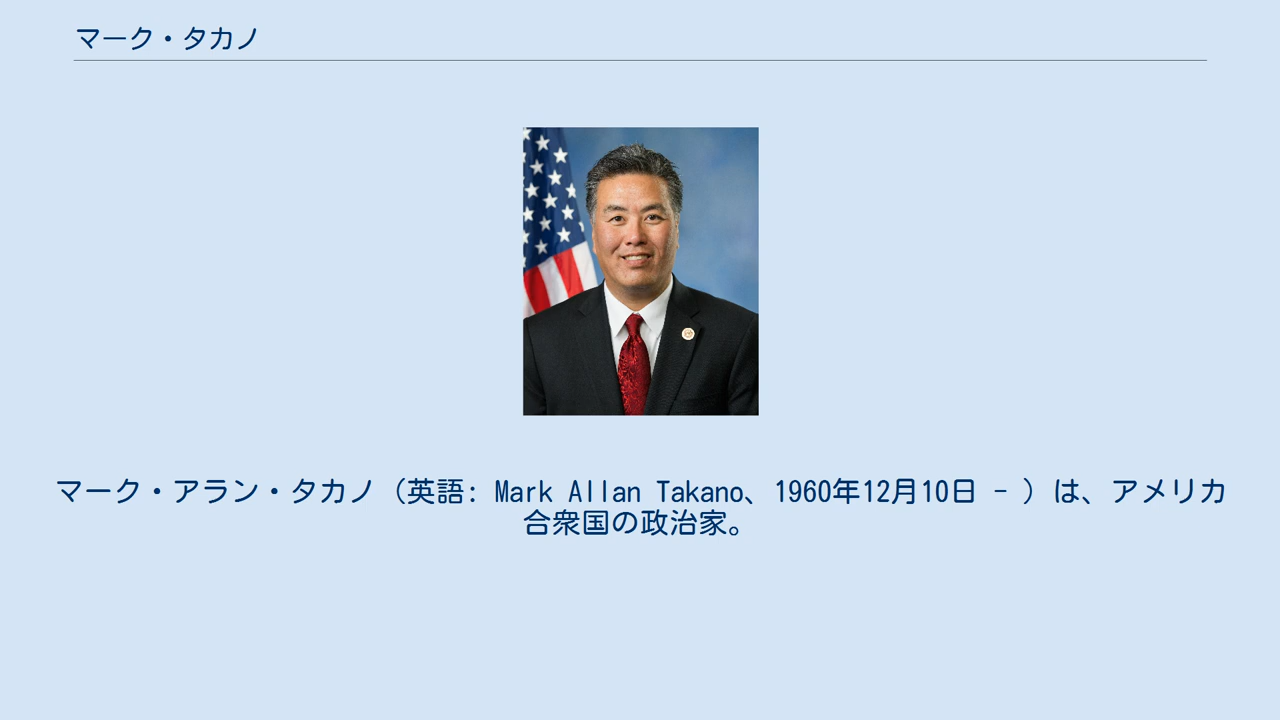 マーク・タカノ
マーク・アラン・タカノ（英語: Mark Allan Takano、1960年12月10日 - ）は、アメリカ
合衆国の政治家。